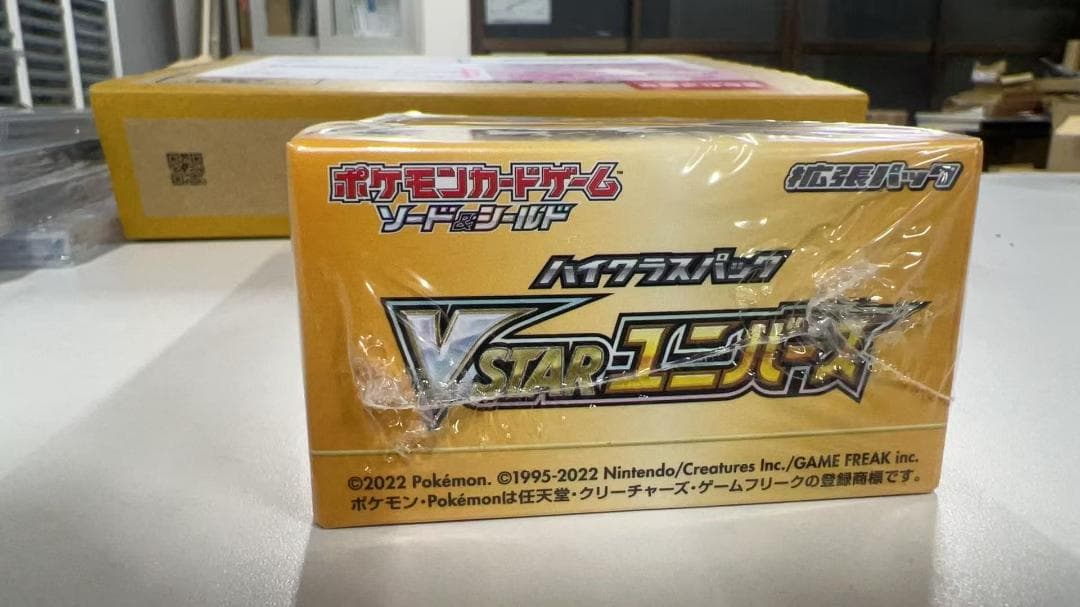 ポケモンカードゲーム™
ソード&シールド
拡張パック
ハイクラスパック
VSTARユニバース
©2022 Pokémon. ©1995-2022 Nintendo/Creatures Inc./GAME FREAK inc.
ポケモン・Pokémonは任天堂・クリーチャーズ・ゲームフリークの登録商標です。